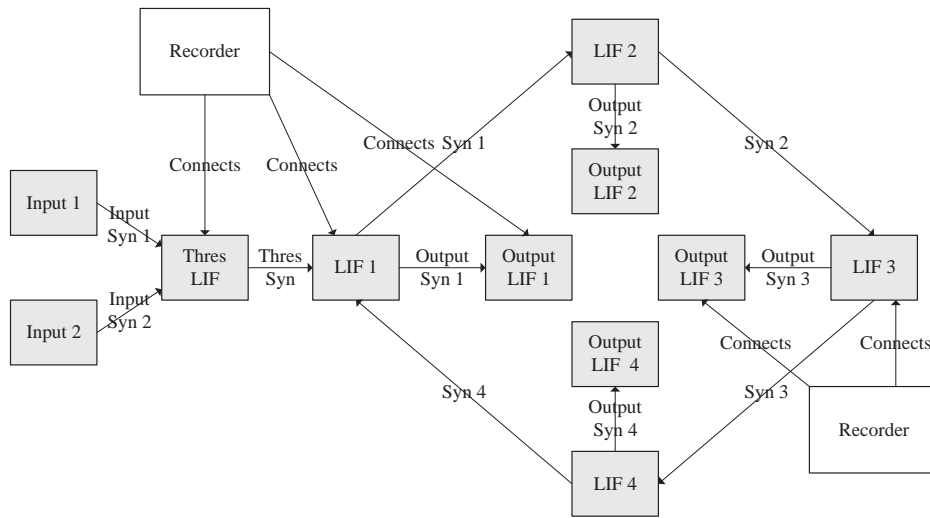 Recorder
LIF 2
Output
Syn 2
Connects
Connects
Connects
Syn 1
Syn 2
Output
LIF 2
Input 1
Input
Syn 1
Thres
LIF
Thres
Syn
LIF 1
Output
Syn 1
Output
LIF 1
Output
LIF 3
Output
Syn 3
LIF 3
Input 2
Input
Syn 2
Output
LIF 4
Connects
Connects
Syn 4
Output
Syn 4
Syn 3
Recorder
LIF 4